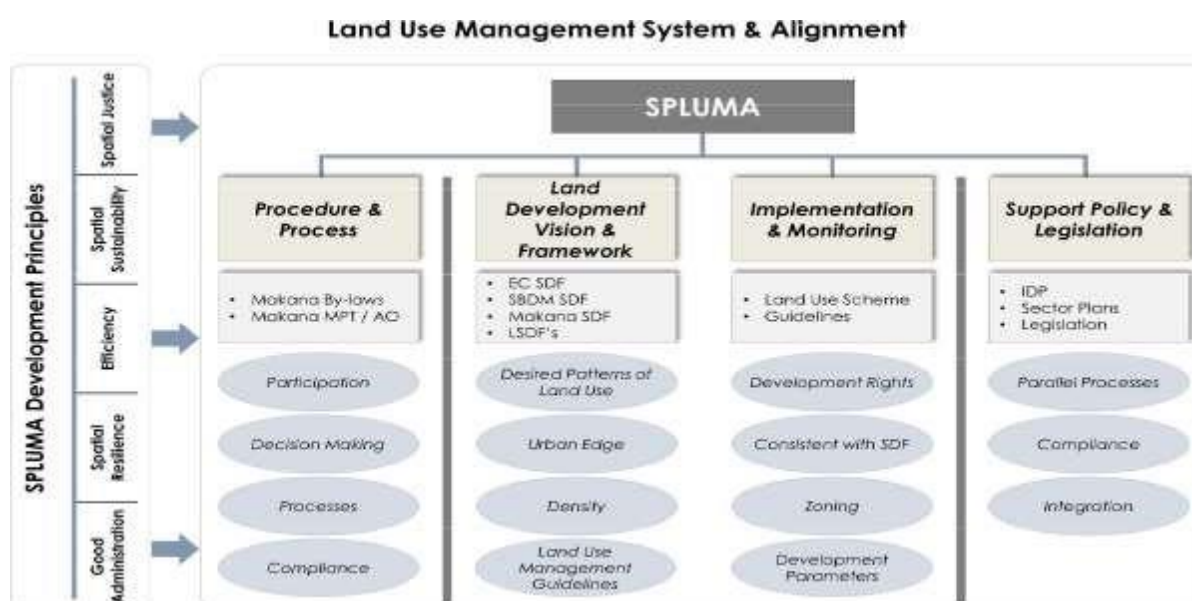 Land Use Management System & Alignment
SPLUMA Development Principles
Spatial Justice
Spatial
Sustainability
Efficiency
Spatial
Resilience
Good
Administration
SPLUMA
Procedure &
Process
• Makana By-laws
• Makana MPT / AO
Participation
Decision Making
Processes
Compliance
Land
Development
Vision &
Framework
• EC SDF
• SBDM SDF
• Makana SDF
• LSDF's
Desired Patterns of
Land Use
Urban Edge
Density
Land Use
Management
Guidelines
Implementation
& Monitoring
• Land Use Scheme
• Guidelines
Development Rights
Consistent with SDF
Zoning
Development
Parameters
Support Policy &
Legislation
• IDP
• Sector Plans
• Legislation
Parallel Processes
Compliance
Integration